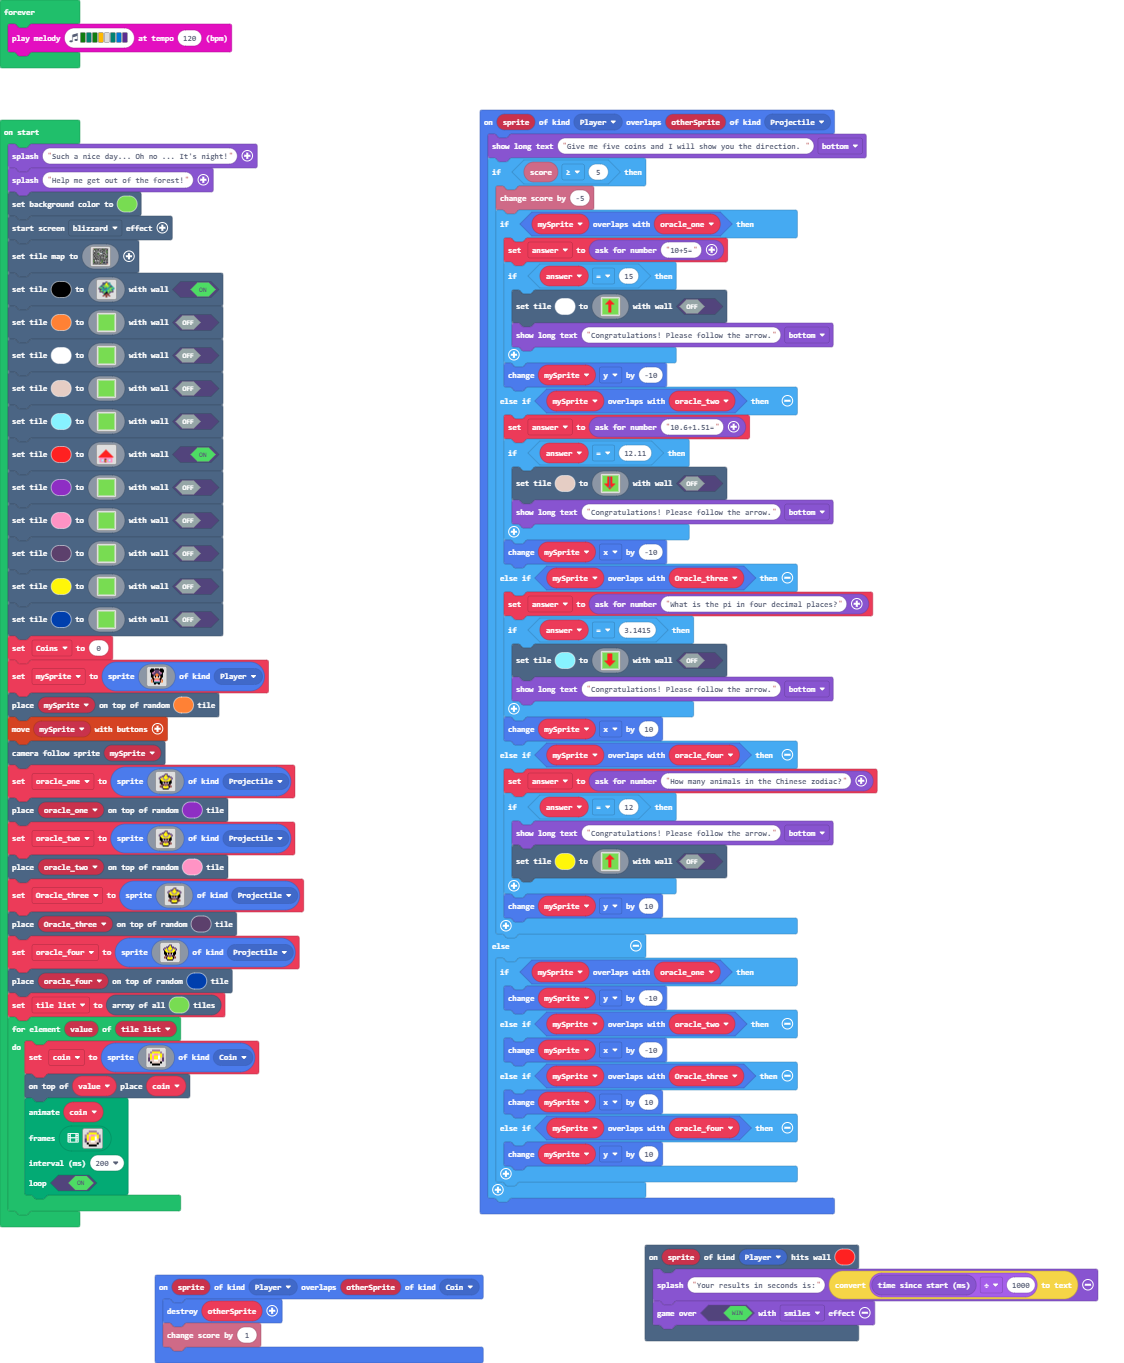 forever
play melody at tempo 120 (bpm)
on start
splash "Such a nice day... Oh no ... It's night!"
splash "Help me get out of the forest!"
set background color to
start screen blizzard effect
set tile map to
set tile to with wall ON
set tile to with wall OFF
set tile to with wall OFF
set tile to with wall OFF
set tile to with wall OFF
set tile to with wall ON
set tile to with wall OFF
set tile to with wall OFF
set tile to with wall OFF
set tile to with wall OFF
set tile to with wall OFF
set Coins to 0
set mySprite to sprite of kind Player
place mySprite on top of random tile
move mySprite with buttons
camera follow sprite mySprite
set oracle_one to sprite of kind Projectile
place oracle_one on top of random tile
set oracle_two to sprite of kind Projectile
place oracle_two on top of random tile
set Oracle_three to sprite of kind Projectile
place Oracle_three on top of random tile
set oracle_four to sprite of kind Projectile
place oracle_four on top of random tile
set tile list to array of all tiles
for element value of tile list
do
set coin to sprite of kind Coin
on top of value place coin
animate coin
frames
interval (ms) 200
loop ON
on sprite of kind Player overlaps otherSprite of kind Projectile
show long text "Give me five coins and I will show you the direction. " bottom
if score ≥ 5 then
change score by -5
if mySprite overlaps with oracle_one then
set answer to ask for number "10+5="
if answer = 15 then
set tile to with wall OFF
show long text "Congratulations! Please follow the arrow." bottom
change mySprite y by -10
else if mySprite overlaps with oracle_two then
set answer to ask for number "10.6+1.51="
if answer = 12.11 then
set tile to with wall OFF
show long text "Congratulations! Please follow the arrow." bottom
change mySprite x by -10
else if mySprite overlaps with Oracle_three then
set answer to ask for number "What is the pi in four decimal places?"
if answer = 3.1415 then
set tile to with wall OFF
show long text "Congratulations! Please follow the arrow." bottom
change mySprite x by 10
else if mySprite overlaps with oracle_four then
set answer to ask for number "How many animals in the Chinese zodiac?"
if answer = 12 then
show long text "Congratulations! Please follow the arrow." bottom
set tile to with wall OFF
change mySprite y by 10
else
if mySprite overlaps with oracle_one then
change mySprite y by -10
else if mySprite overlaps with oracle_two then
change mySprite x by -10
else if mySprite overlaps with Oracle_three then
change mySprite x by 10
else if mySprite overlaps with oracle_four then
change mySprite y by 10
on sprite of kind Player overlaps otherSprite of kind Coin
destroy otherSprite
change score by 1
on sprite of kind Player hits wall
splash "Your results in seconds is:" convert time since start (ms) ÷ 1000 to text
game over WIN with smiles effect